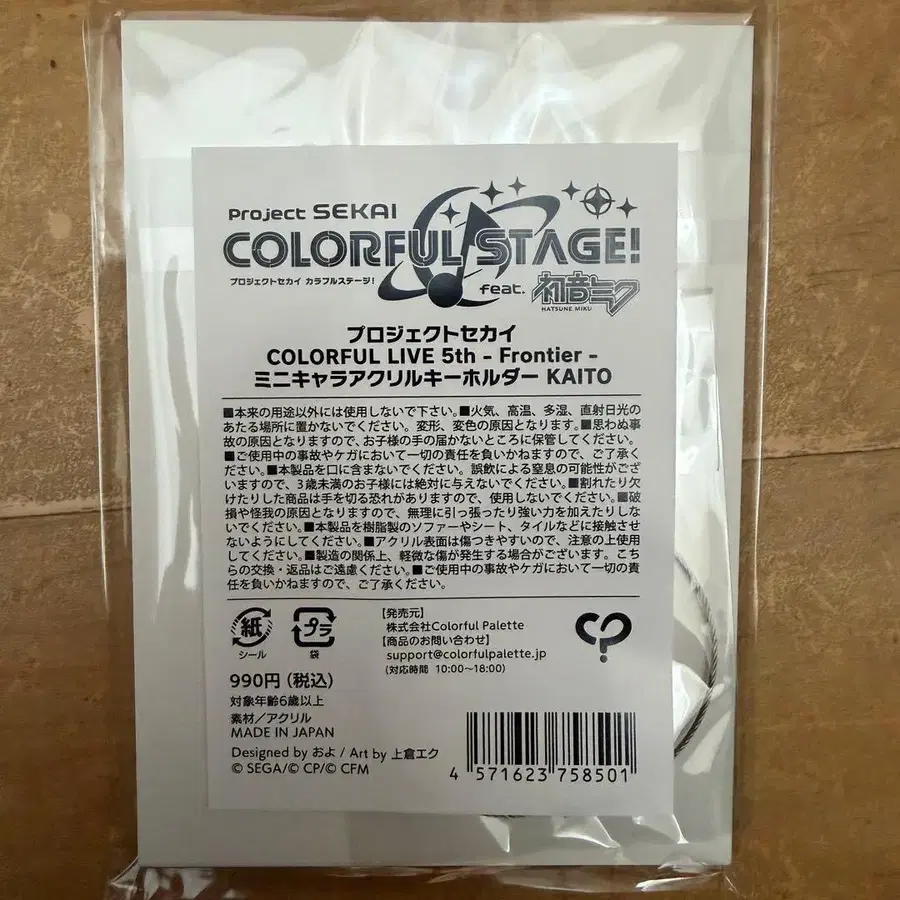 Project SEKAI
COLORFUL STAGE!
プロジェクトセカイ カラフルステージ!
feat. 初音ミク
HATSUNE MIKU
プロジェクトセカイ
COLORFUL LIVE 5th - Frontier -
ミニキャラアクリルキーホルダー KAITO
■本来の用途以外には使用しないで下さい。■火気、高温、多湿、直射日光の
あたる場所に置かないでください。変形、変色の原因となります。■思わぬ事
故の原因となりますので、お子様の手の届かないところに保管してください。
■ご使用中の事故やケガにおいて一切の責任を負いかねますので、ご了承く
ださい。■本製品を口に含まないでください。誤飲による窒息の可能性がござ
いますので、3歳未満のお子様には絶対に与えないでください。■割れたり欠
けたりした商品は手を切る恐れがありますので、使用しないでください。■破
損や怪我の原因となりますので、無理に引っ張ったり強い力を加えたりしな
いでください。■本製品を樹脂製のソファーやシート、タイルなどに接触させ
ないようにしてください。■アクリル表面は傷つきやすいので、注意の上使用
してください。■製造の関係上、軽微な傷が発生する場合がございます。こち
らの交換・返品はご遠慮ください。■ご使用中の事故やケガにおいて一切の責
任を負いかねますので、ご了承ください。
紙
シール
プラ
袋
【発売元】
株式会社Colorful Palette
【商品のお問い合わせ】
support@colorfulpalette.jp
(対応時間 10:00〜18:00)
990円(税込)
対象年齢6歳以上
素材/アクリル
MADE IN JAPAN
Designed by およ / Art by 上倉エク
© SEGA/© CP/© CFM
4 571623 758501